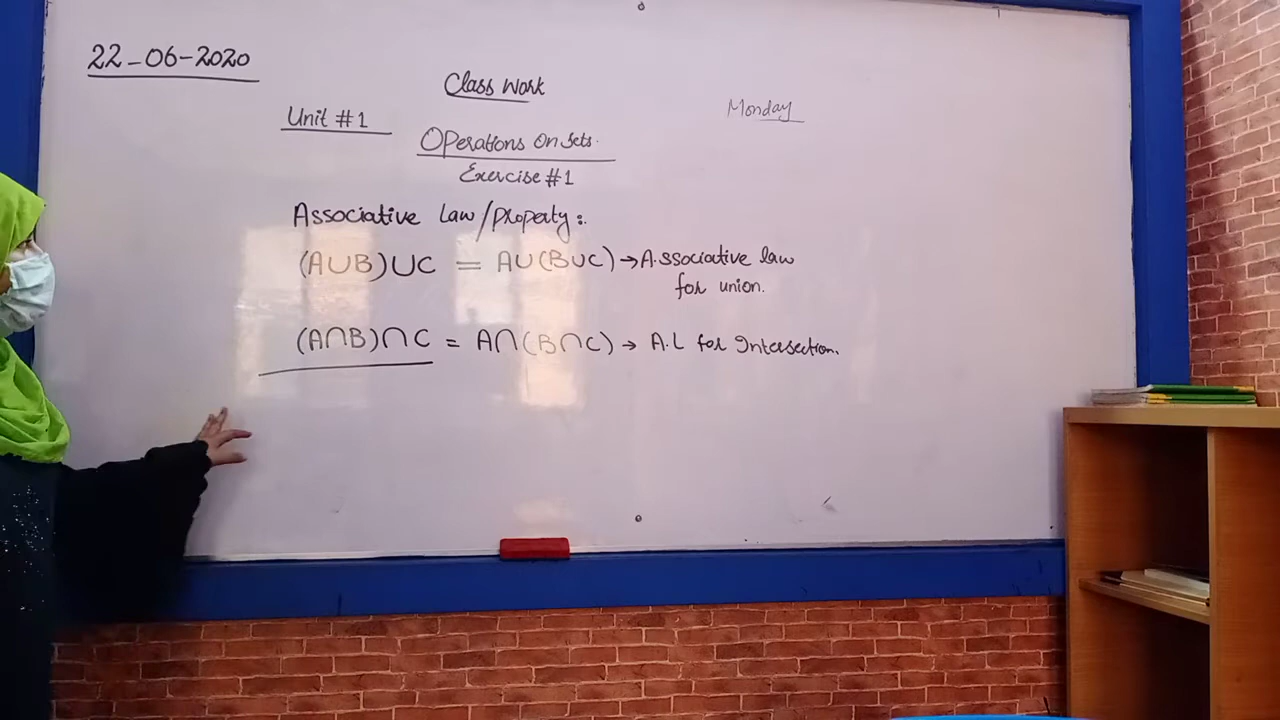 22-06-2020
Class Work
Monday
Unit #1
Operations On Sets.
Exercise #1
Associative Law/Property:.
(A∪B)∪C = A∪(B∪C) → Associative law
for union.
(A∩B)∩C = A∩(B∩C) → A.L for Intersection.